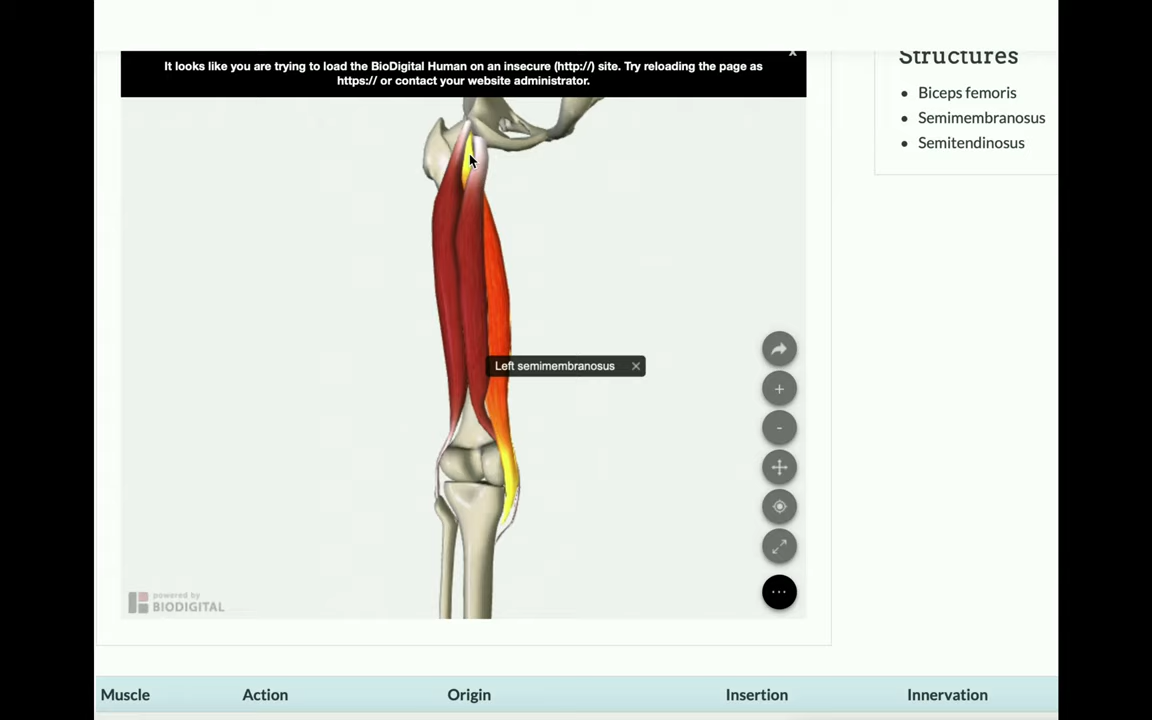 Structures
It looks like you are trying to load the BioDigital Human on an insecure (http://) site. Try reloading the page as
https:// or contact your website administrator.
• Biceps femoris
• Semimembranosus
• Semitendinosus
Left semimembranosus
powered by
BIODIGITAL
Muscle Action Origin Insertion Innervation